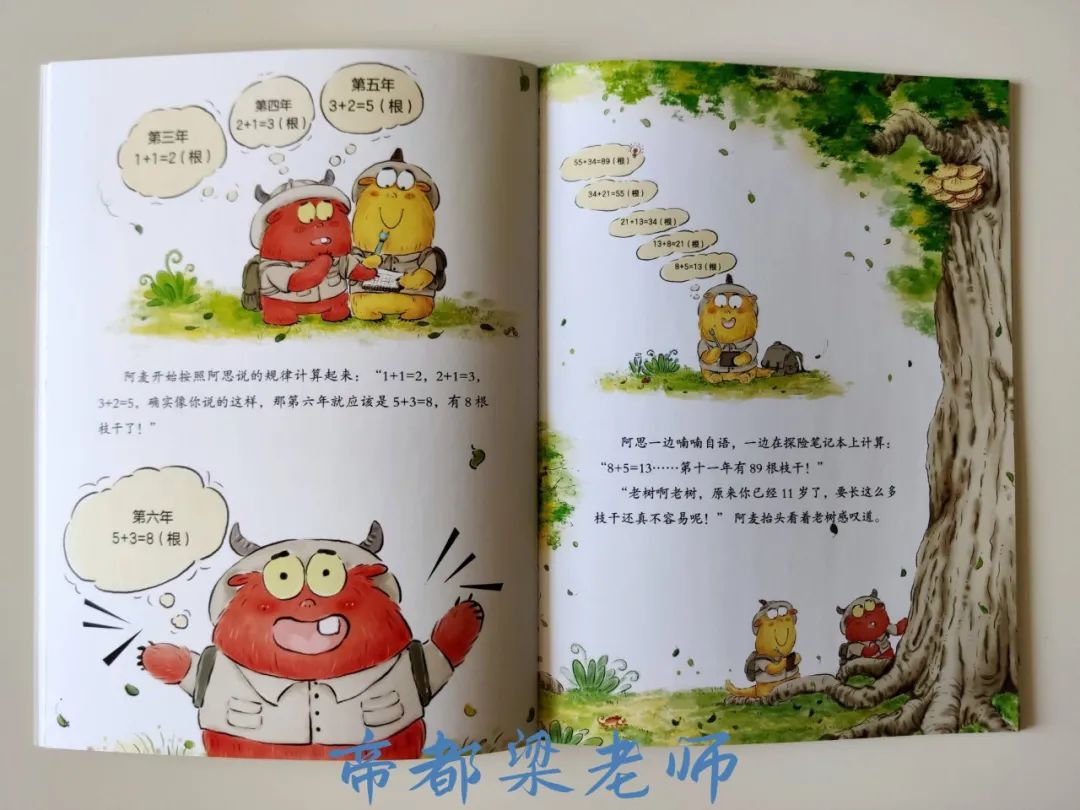 第三年
1+1=2（根）
第四年
2+1=3（根）
第五年
3+2=5（根）
阿麦开始按照阿思说的规律计算起来：“1+1=2，2+1=3，
3+2=5，确实像你说的这样，那第六年就应该是 5+3=8，有 8 根
枝干了！”
第六年
5+3=8（根）
55+34=89（根）
34+21=55（根）
21+13=34（根）
13+8=21（根）
8+5=13（根）
阿思一边喃喃自语，一边在探险笔记本上计算：
“8+5=13……第十一年有 89 根枝干！”
“老树啊老树，原来你已经 11 岁了，要长这么多
枝干还真不容易呢！” 阿麦抬头看着老树感叹道。
帝都梁老师